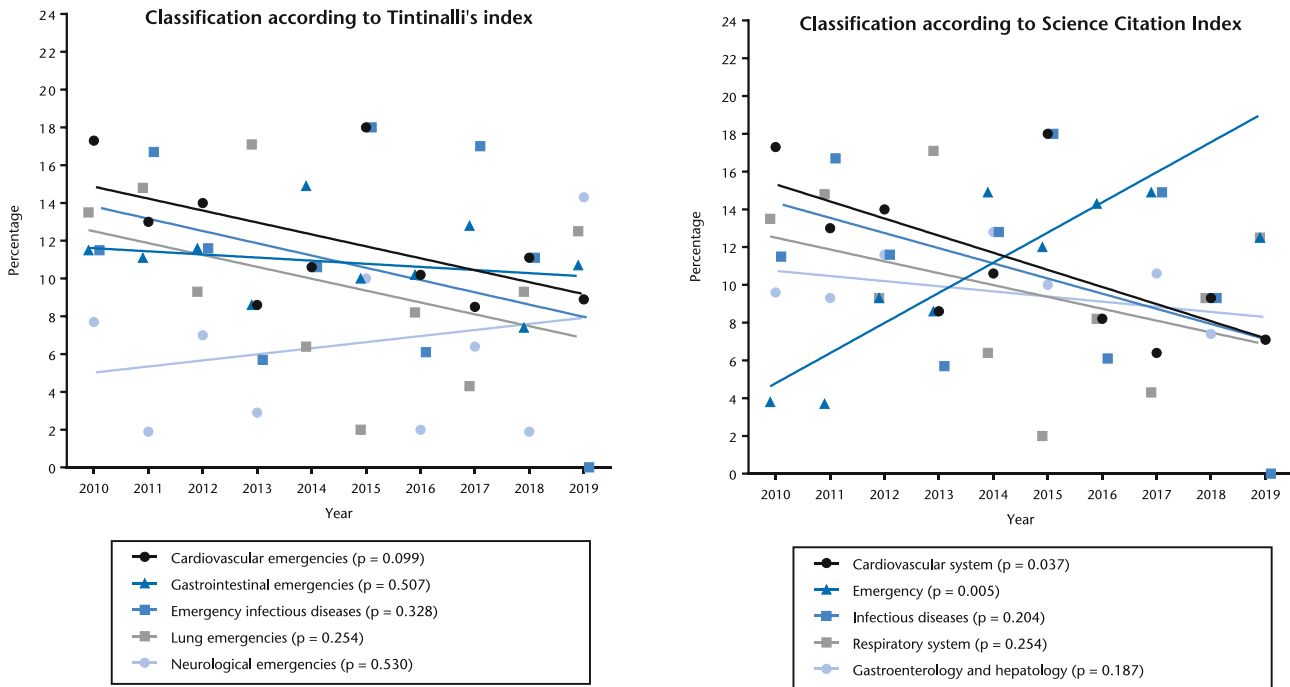 Classification according to Tintinalli's index
24
22
20
18
16
14
12
10
8
6
4
2
0
Percentage
2010 2011 2012 2013 2014 2015 2016 2017 2018 2019
Year
Cardiovascular emergencies (p = 0.099)
Gastrointestinal emergencies (p = 0.507)
Emergency infectious diseases (p = 0.328)
Lung emergencies (p = 0.254)
Neurological emergencies (p = 0.530)
Classification according to Science Citation Index
24
22
20
18
16
14
12
10
8
6
4
2
0
Percentage
2010 2011 2012 2013 2014 2015 2016 2017 2018 2019
Year
Cardiovascular system (p = 0.037)
Emergency (p = 0.005)
Infectious diseases (p = 0.204)
Respiratory system (p = 0.254)
Gastroenterology and hepatology (p = 0.187)